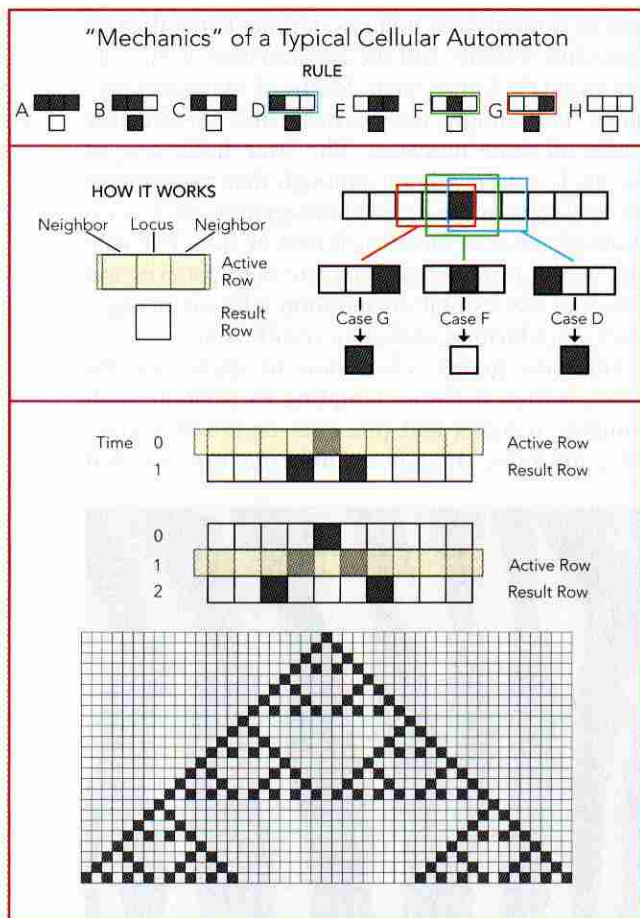 “Mechanics” of a Typical Cellular Automaton
RULE
A B C D E F G H
HOW IT WORKS
Neighbor Locus Neighbor
Active
Row
Result
Row
Case G Case F Case D
Time 0 Active Row
1 Result Row
0
1 Active Row
2 Result Row